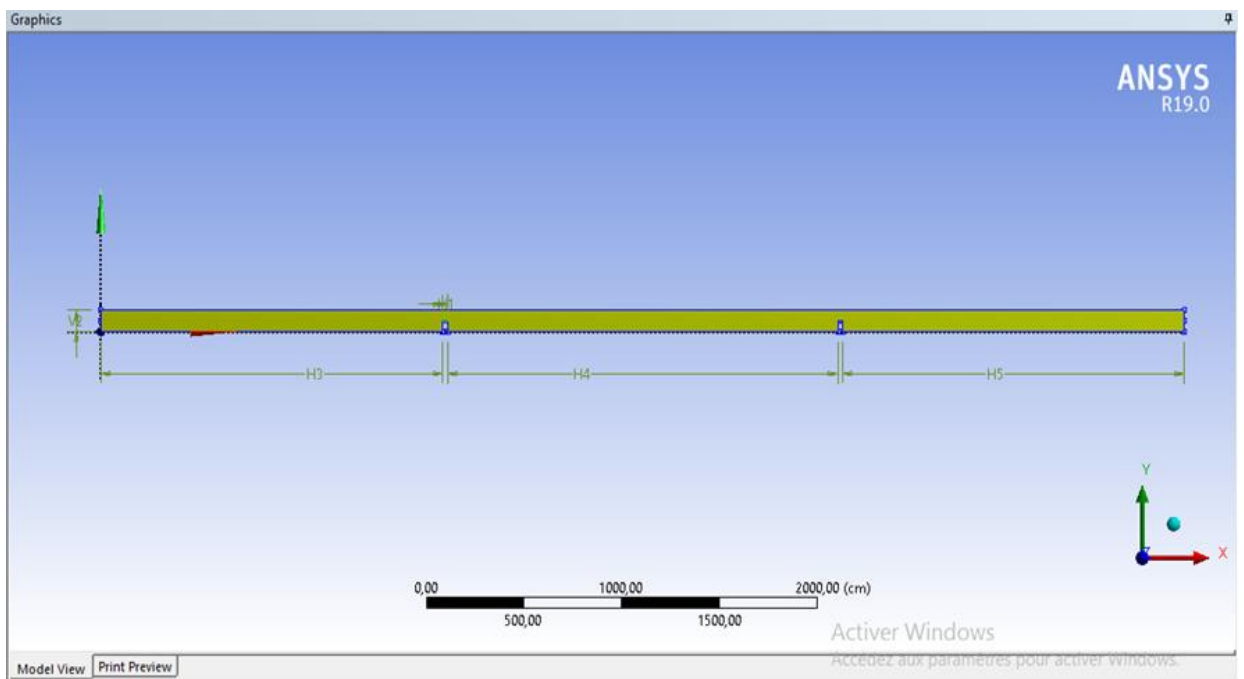 Graphics
ANSYS
R19.0
V2
H3
H4
H5
Y
X
0,00
1000,00
2000,00 (cm)
500,00
1500,00
Activer Windows
Accédez aux paramètres pour activer Windows.
Model View
Print Preview